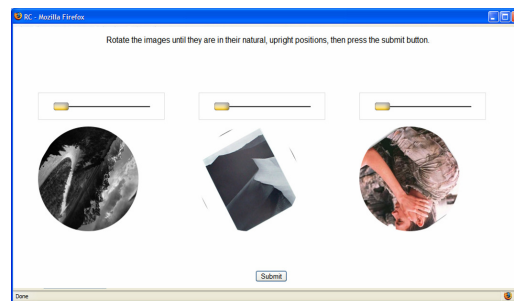 RC - Mozilla Firefox
Rotate the images until they are in their natural, upright positions, then press the submit button.
Submit
Done